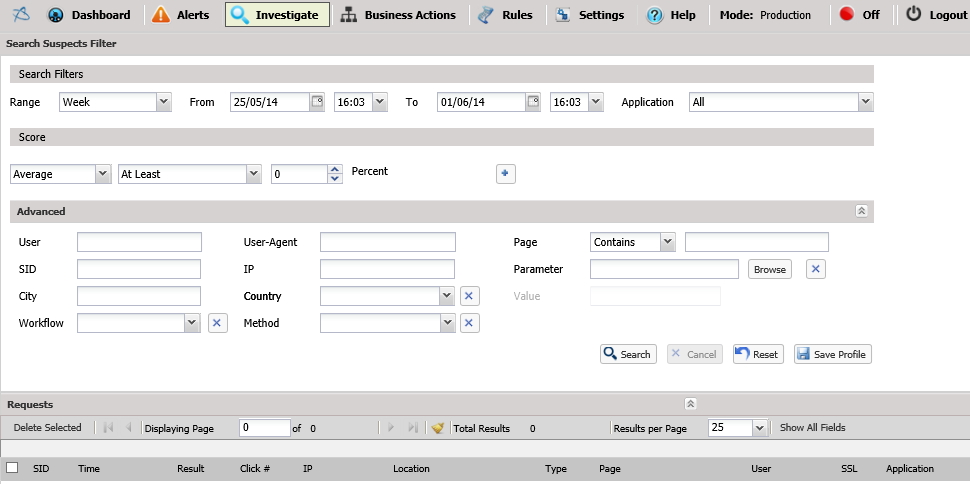 Dashboard Alerts Investigate Business Actions Rules Settings Help Mode: Production Off Logout
Search Suspects Filter
Search Filters
Range Week From 25/05/14 16:03 To 01/06/14 16:03 Application All
Score
Average At Least 0 Percent
Advanced
User User-Agent Page Contains
SID IP Parameter Browse
City Country Value
Workflow Method
Search Cancel Reset Save Profile
Requests
Delete Selected Displaying Page 0 of 0 Total Results 0 Results per Page 25 Show All Fields
SID Time Result Click # IP Location Type Page User SSL Application